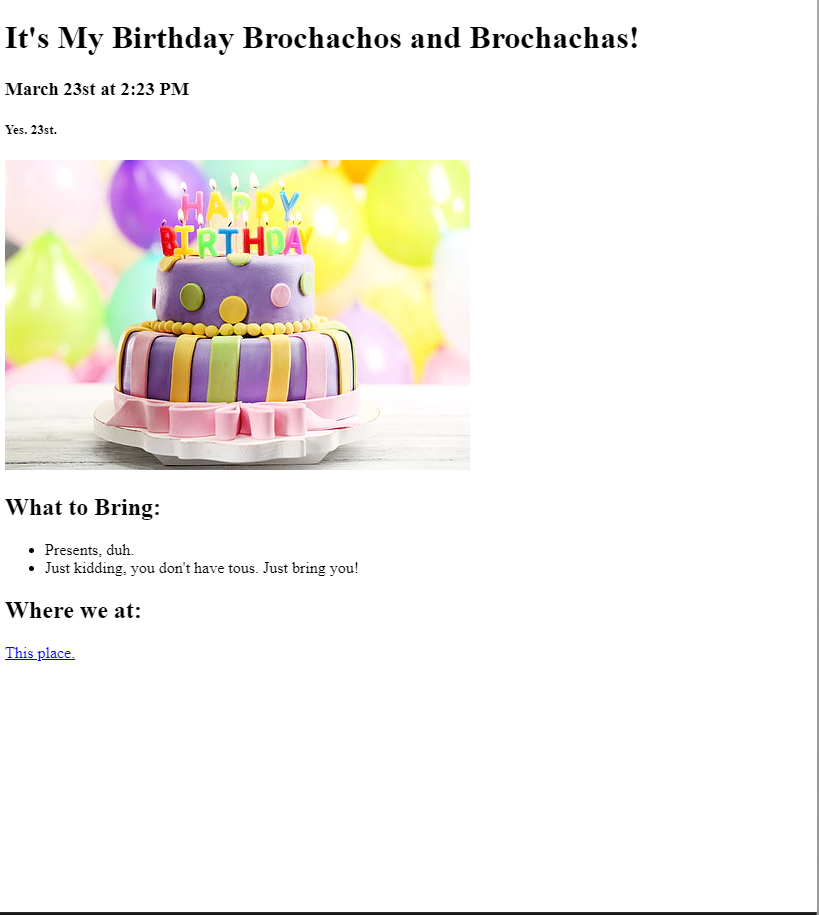 It's My Birthday Brochachos and Brochachas!
March 23st at 2:23 PM
Yes. 23st.
HAPPY
BIRTHDAY
What to Bring:
Presents, duh.
Just kidding, you don't have tous. Just bring you!
Where we at:
This place.